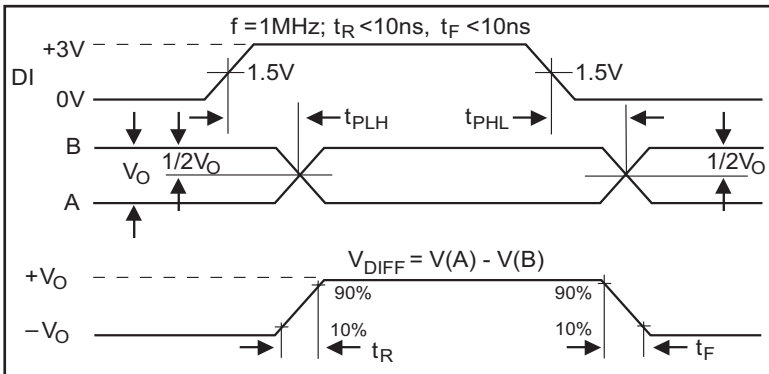 f = 1MHz; tR <10ns, tF <10ns
+3V
DI
1.5V
1.5V
0V
tPLH
tPHL
B
VO
1/2VO
1/2VO
A
VDIFF = V(A) - V(B)
+VO
90%
90%
−VO
10%
10%
tR
tF